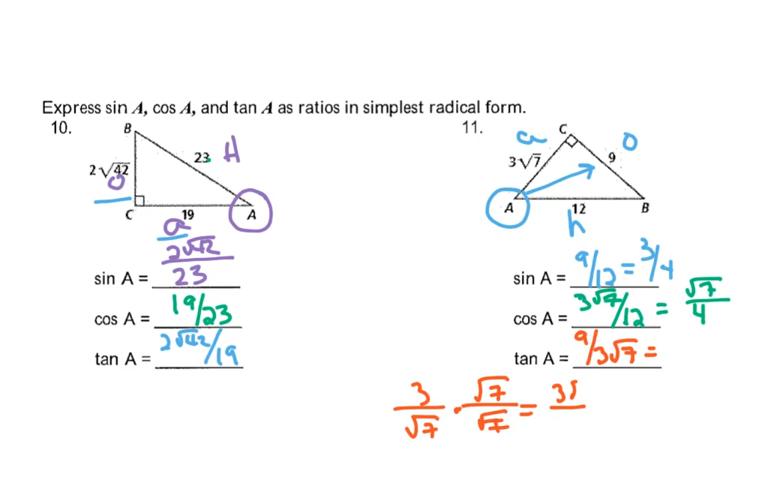 Express sin A, cos A, and tan A as ratios in simplest radical form.
10.
B
2√42
O
23 H
C
19
A
a
sin A = 2√42/23
cos A = 19/23
tan A = 2√42/19
11.
a
C
O
3√7
9
A
12
B
h
sin A = 9/12 = 3/4
cos A = 3√7/12 = √7/4
tan A = 9/3√7 =
3/√7 · √7/√7 = 3√